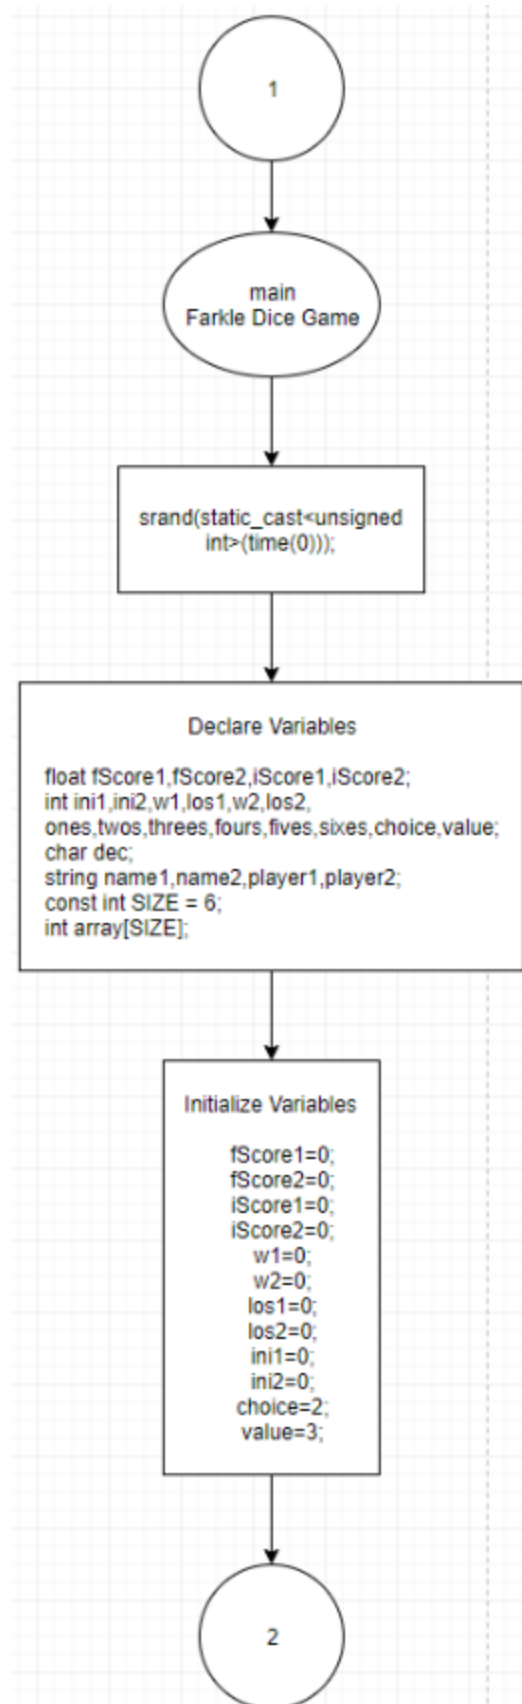 1
main
Farkle Dice Game
srand(static_cast<unsigned
int>(time(0)));
Declare Variables
float fScore1,fScore2,iScore1,iScore2;
int ini1,ini2,w1,los1,w2,los2,
ones,twos,threes,fours,fives,sixes,choice,value;
char dec;
string name1,name2,player1,player2;
const int SIZE = 6;
int array[SIZE];
Initialize Variables
fScore1=0;
fScore2=0;
iScore1=0;
iScore2=0;
w1=0;
w2=0;
los1=0;
los2=0;
ini1=0;
ini2=0;
choice=2;
value=3;
2